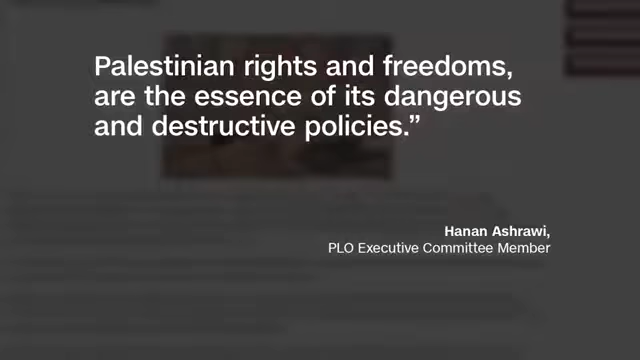 Palestinian rights and freedoms,
are the essence of its dangerous
and destructive policies.”
Hanan Ashrawi,
PLO Executive Committee Member